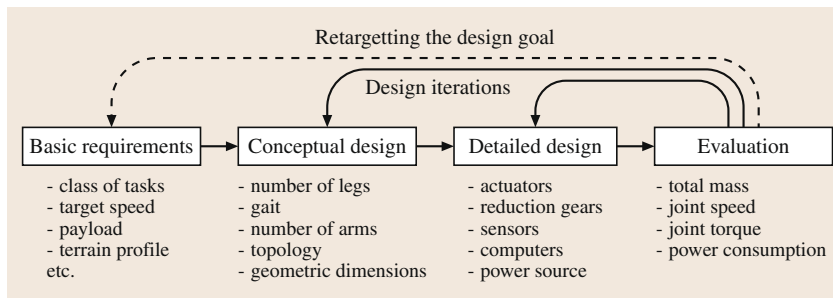 Retargetting the design goal
Design iterations
Basic requirements
Conceptual design
Detailed design
Evaluation
- class of tasks
- target speed
- payload
- terrain profile
etc.
- number of legs
- gait
- number of arms
- topology
- geometric dimensions
- actuators
- reduction gears
- sensors
- computers
- power source
- total mass
- joint speed
- joint torque
- power consumption